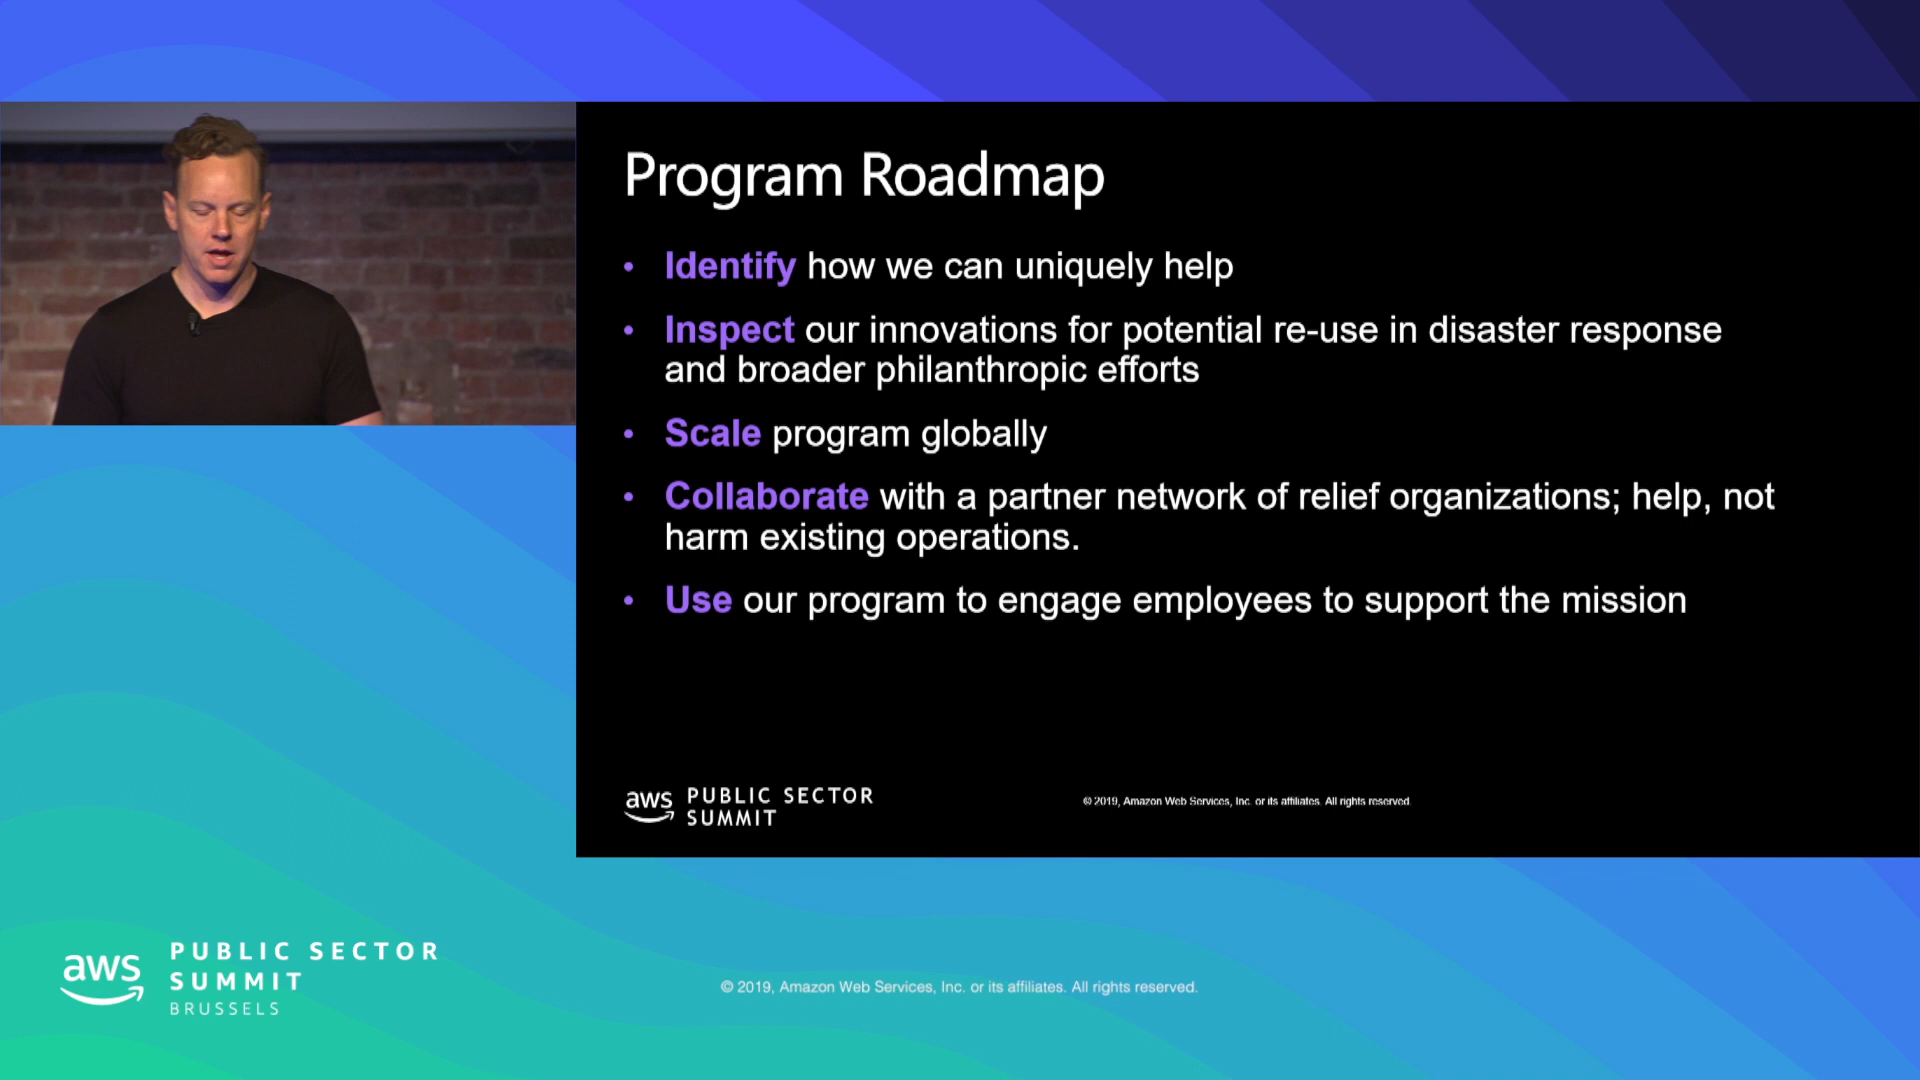 Program Roadmap
• Identify how we can uniquely help
• Inspect our innovations for potential re-use in disaster response
and broader philanthropic efforts
• Scale program globally
• Collaborate with a partner network of relief organizations; help, not
harm existing operations.
• Use our program to engage employees to support the mission
aws PUBLIC SECTOR
SUMMIT
© 2019, Amazon Web Services, Inc. or its affiliates. All rights reserved.
aws PUBLIC SECTOR
SUMMIT
BRUSSELS
© 2019, Amazon Web Services, Inc. or its affiliates. All rights reserved.